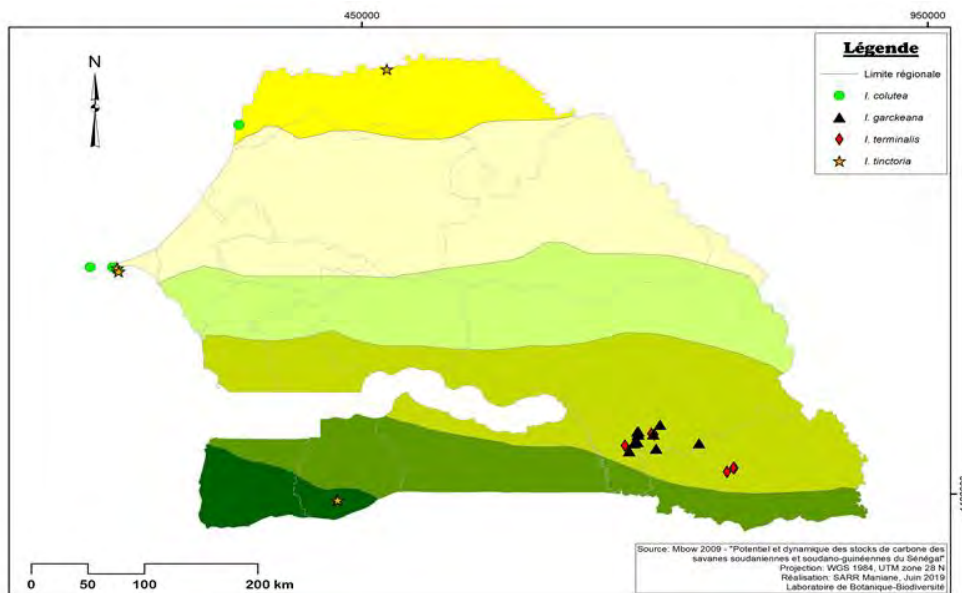 450000
950000
N
Légende
Limite régionale
I. colutea
I. garckeana
I. terminalis
I. tinctoria
0 50 100 200 km
Source: Mbow 2009 - "Potentiel et dynamique des stocks de carbone des
savanes soudaniennes et soudano-guinéennes du Sénégal"
Projection: WGS 1984, UTM zone 28 N
Réalisation: SARR Maniane, Juin 2019
Laboratoire de Botanique-Biodiversité